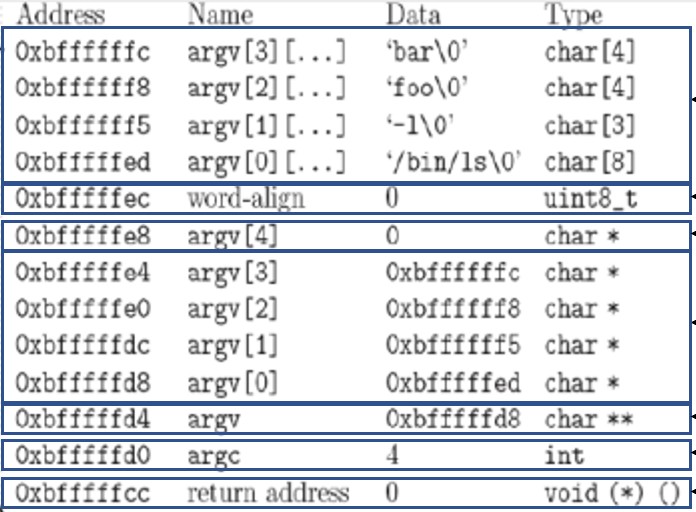 Address Name Data Type
0xbffffffc argv[3][...] ‘bar\0’ char[4]
0xbffffff8 argv[2][...] ‘foo\0’ char[4]
0xbffffff5 argv[1][...] ‘-l\0’ char[3]
0xbfffffed argv[0][...] ‘/bin/ls\0’ char[8]
0xbfffffec word-align 0 uint8_t
0xbfffffe8 argv[4] 0 char *
0xbfffffe4 argv[3] 0xbffffffc char *
0xbfffffe0 argv[2] 0xbffffff8 char *
0xbfffffdc argv[1] 0xbffffff5 char *
0xbfffffd8 argv[0] 0xbfffffed char *
0xbfffffd4 argv 0xbfffffd8 char **
0xbfffffd0 argc 4 int
0xbfffffcc return address 0 void (*) ()